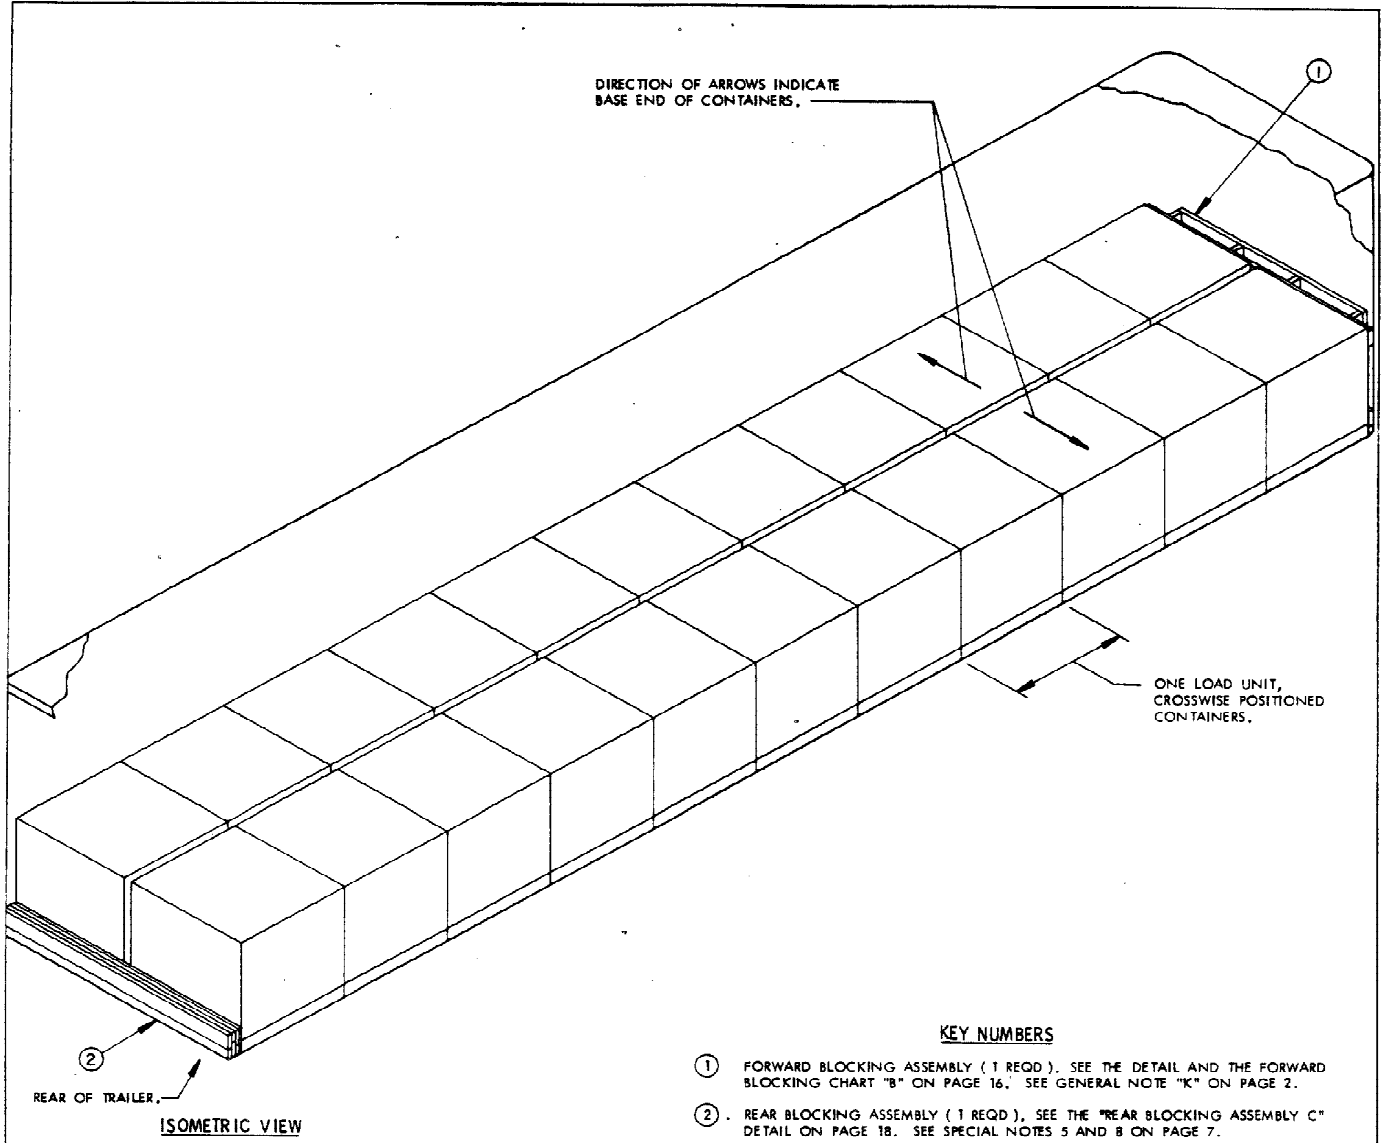 DIRECTION OF ARROWS INDICATE
BASE END OF CONTAINERS.
1
ONE LOAD UNIT,
CROSSWISE POSITIONED
CONTAINERS.
2
REAR OF TRAILER.
ISOMETRIC VIEW
KEY NUMBERS
1 FORWARD BLOCKING ASSEMBLY ( 1 REQD ). SEE THE DETAIL AND THE FORWARD
BLOCKING CHART "B" ON PAGE 16. SEE GENERAL NOTE "K" ON PAGE 2.
2 . REAR BLOCKING ASSEMBLY ( 1 REQD ), SEE THE "REAR BLOCKING ASSEMBLY C"
DETAIL ON PAGE 18. SEE SPECIAL NOTES 5 AND 8 ON PAGE 7.